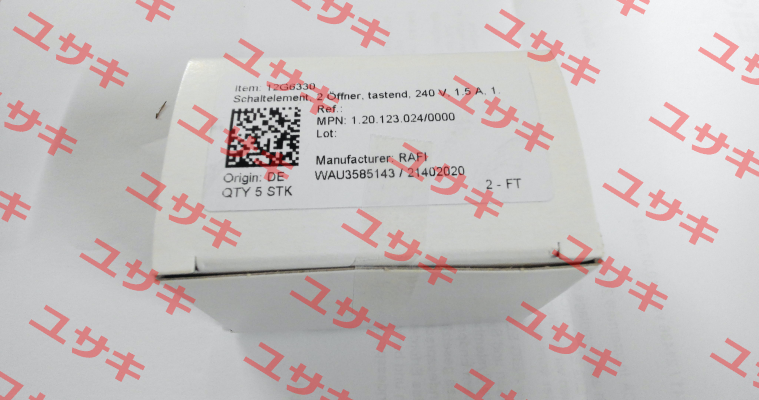 Item: 12G6330
Schaltelement, 2 Öffner, tastend, 240 V, 1.5 A, 1.
Ref.:
MPN: 1.20.123.024/0000
Lot:
Manufacturer: RAFI
WAU3585143 / 21402020
Origin: DE
QTY 5 STK
2 - FT
ユサキ